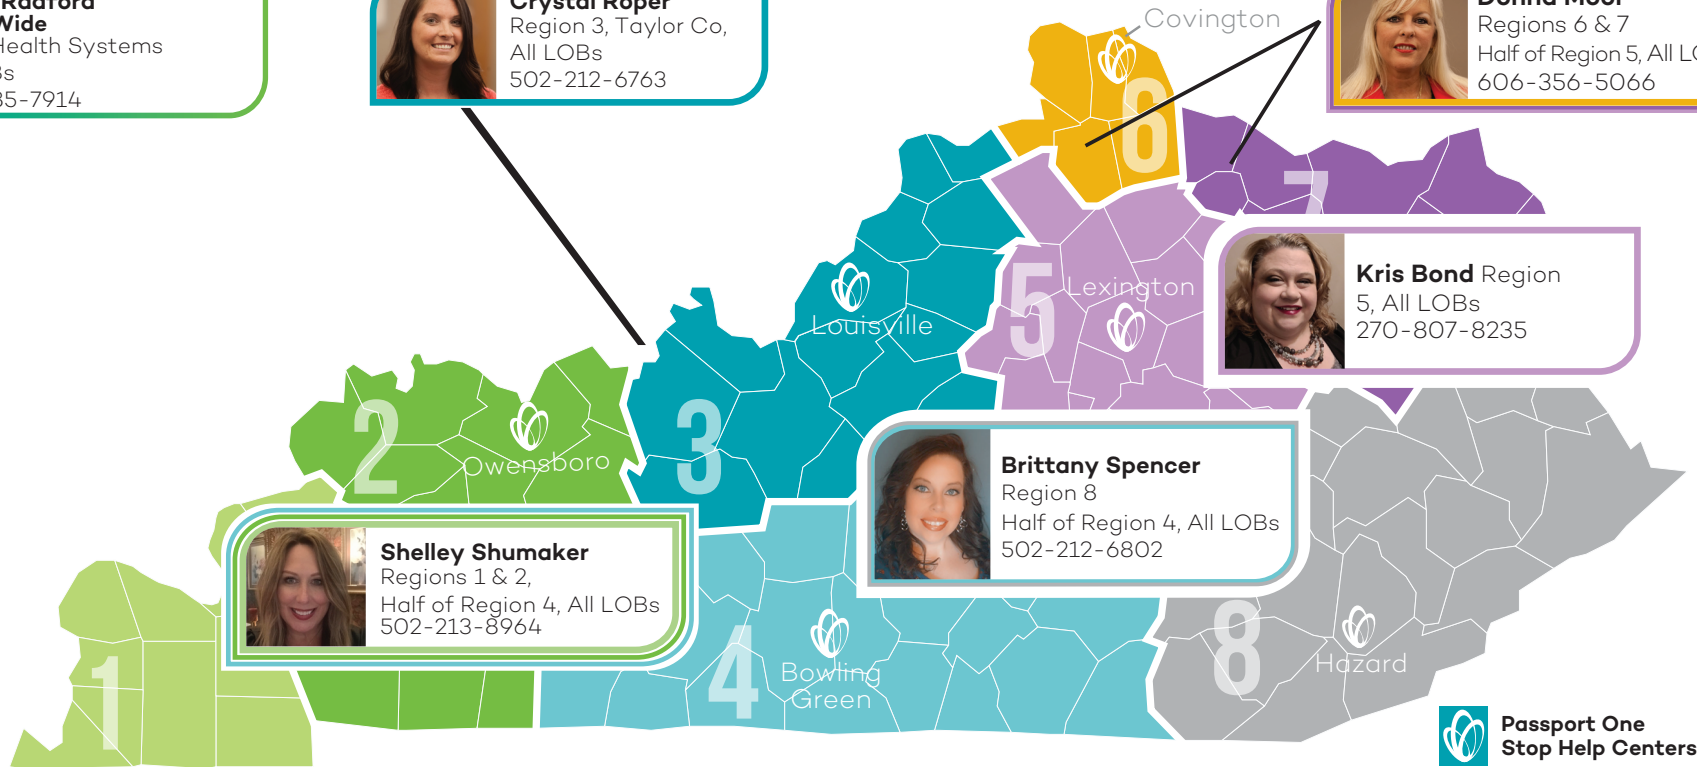 Radford
Wide
Health Systems
35-7914
Crystal Roper
Region 3, Taylor Co,
All LOBs
502-212-6763
Covington
Regions 6 & 7
Half of Region 5, All
606-356-5066
6
7
Kris Bond Region
5, All LOBs
270-807-8235
5
Lexington
Louisville
2
Owensboro
3
Brittany Spencer
Region 8
Half of Region 4, All LOBs
502-212-6802
Shelley Shumaker
Regions 1 & 2,
Half of Region 4, All LOBs
502-213-8964
1
4
Bowling
Green
8
Hazard
Passport One
Stop Help Centers